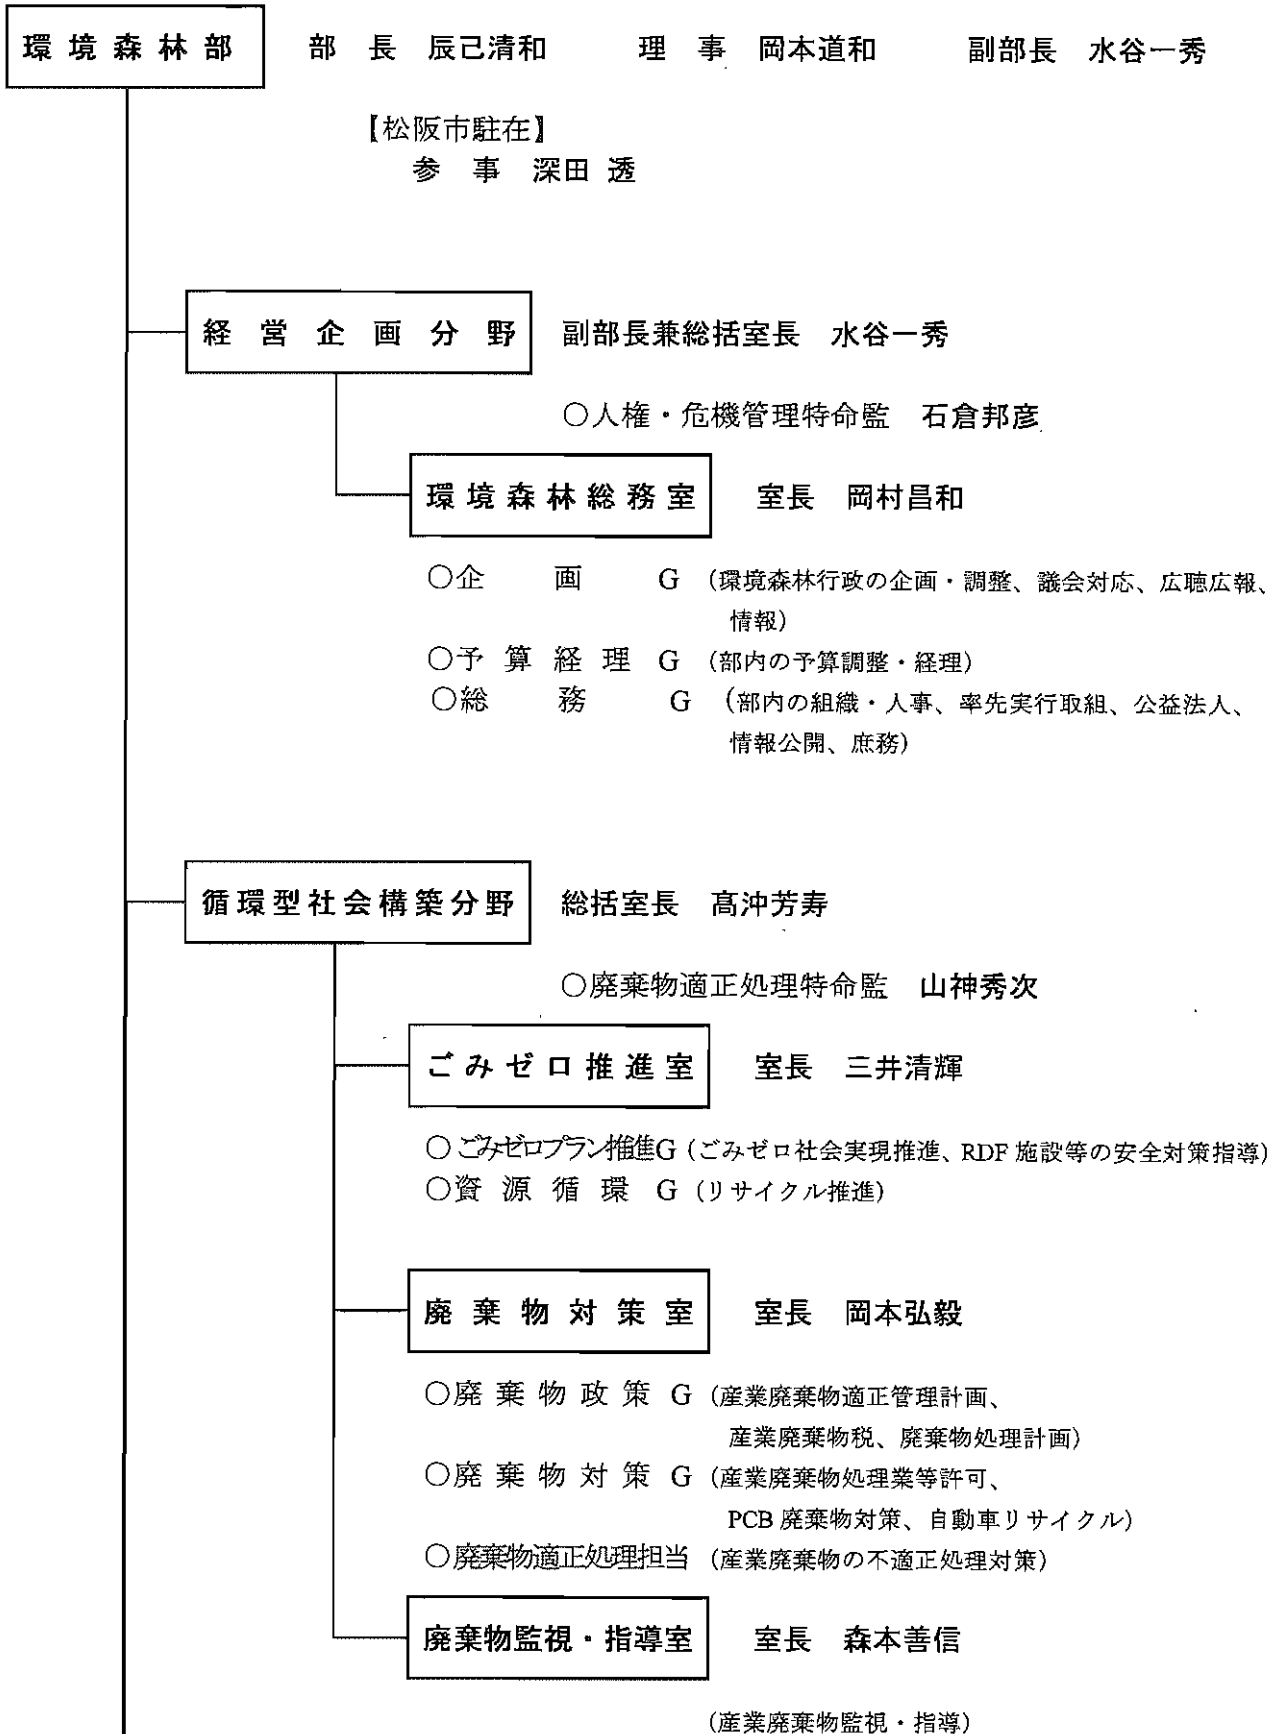 環境森林部 部長 辰己清和 理事 岡本道和 副部長 水谷一秀
【松阪市駐在】
参事 深田 透
経営企画分野 副部長兼総括室長 水谷一秀
○人権・危機管理特命監 石倉邦彦
環境森林総務室 室長 岡村昌和
○企画G (環境森林行政の企画・調整、議会対応、広聴広報、
情報)
○予算経理G (部内の予算調整・経理)
○総務G (部内の組織・人事、率先実行取組、公益法人、
情報公開、庶務)
循環型社会構築分野 総括室長 髙沖芳寿
○廃棄物適正処理特命監 山神秀次
ごみゼロ推進室 室長 三井清輝
○ごみゼロプラン推進G (ごみゼロ社会実現推進、RDF 施設等の安全対策指導)
○資源循環G (リサイクル推進)
廃棄物対策室 室長 岡本弘毅
○廃棄物政策G (産業廃棄物適正管理計画、
産業廃棄物税、廃棄物処理計画)
○廃棄物対策G (産業廃棄物処理業等許可、
PCB 廃棄物対策、自動車リサイクル)
○廃棄物適正処理担当 (産業廃棄物の不適正処理対策)
廃棄物監視・指導室 室長 森本善信
(産業廃棄物監視・指導)